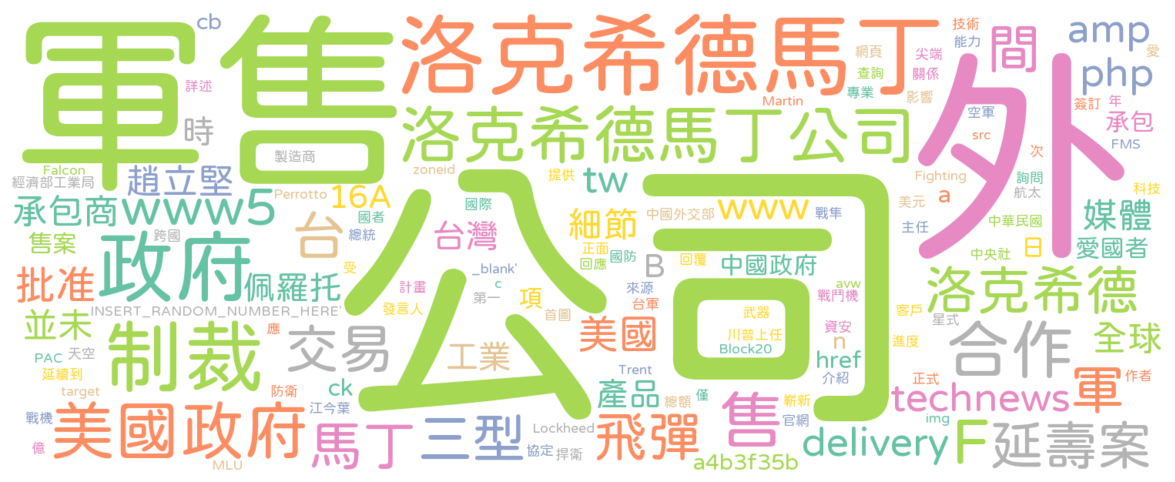 軍售
公司
外
洛克希德馬丁
洛克希德馬丁公司
間
amp
php
愛
技術
能力
網頁
尖端
查詢
關係
專業
影響
Martin
空軍
簽訂
年
承包
FMS
src
次
Fighting
a
詢問
航太
科技
cb
詳述
時
製造商
Falcon
經濟部工業局
趙立堅
Perrotto
16A
zoneid
提供
tw
www
承包商
www5
國者
總統
國際
台
台灣
細節
中國外交部
戰隼
美元
主任
中華民國
媒體
售案
跨國
政府
正面
回應
國防
B
回覆
中國政府
中央社
日
愛國者
批准
佩羅托
受
計畫
_blank'
c
第一
來源
avw
戰鬥機
客戶
洛克希德
INSERT_RANDOM_NUMBER_HERE'
發言人
項
首圖
台軍
武器
資安
星式
並未
應
制裁
交易
美國
川普上任
Block20
n
進度
合作
全球
PAC
天空
延續到
target
防衛
ck
工業
Trent
href
介紹
正式
作者
產品
總額
僅
嶄新
官網
technews
軍
戰機
億
美國政府
MLU
江今葉
馬丁
三型
Lockheed
協定
捍衛
飛彈
售
img
a4b3f35b
delivery
F
延壽案